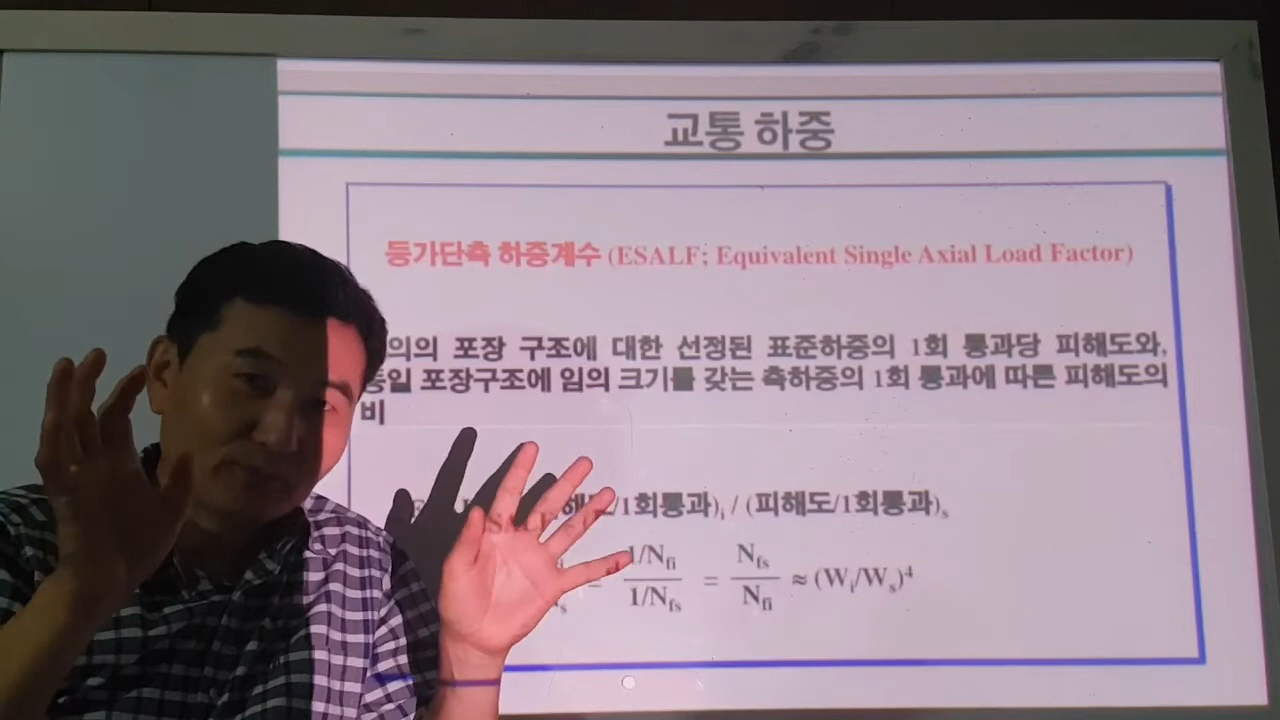 교통 하중
등가단축 하중계수 (ESALF; Equivalent Single Axial Load Factor)
의의 포장 구조에 대한 선정된 표준하중의 1회 통과당 피해도와,
동일 포장구조에 임의 크기를 갖는 축하중의 1회 통과에 따른 피해도의
비
/1회통과)i / (피해도/1회통과)s
= 1/Nfi / 1/Nfs = Nfs / Nfi ≈ (Wi/Ws)⁴